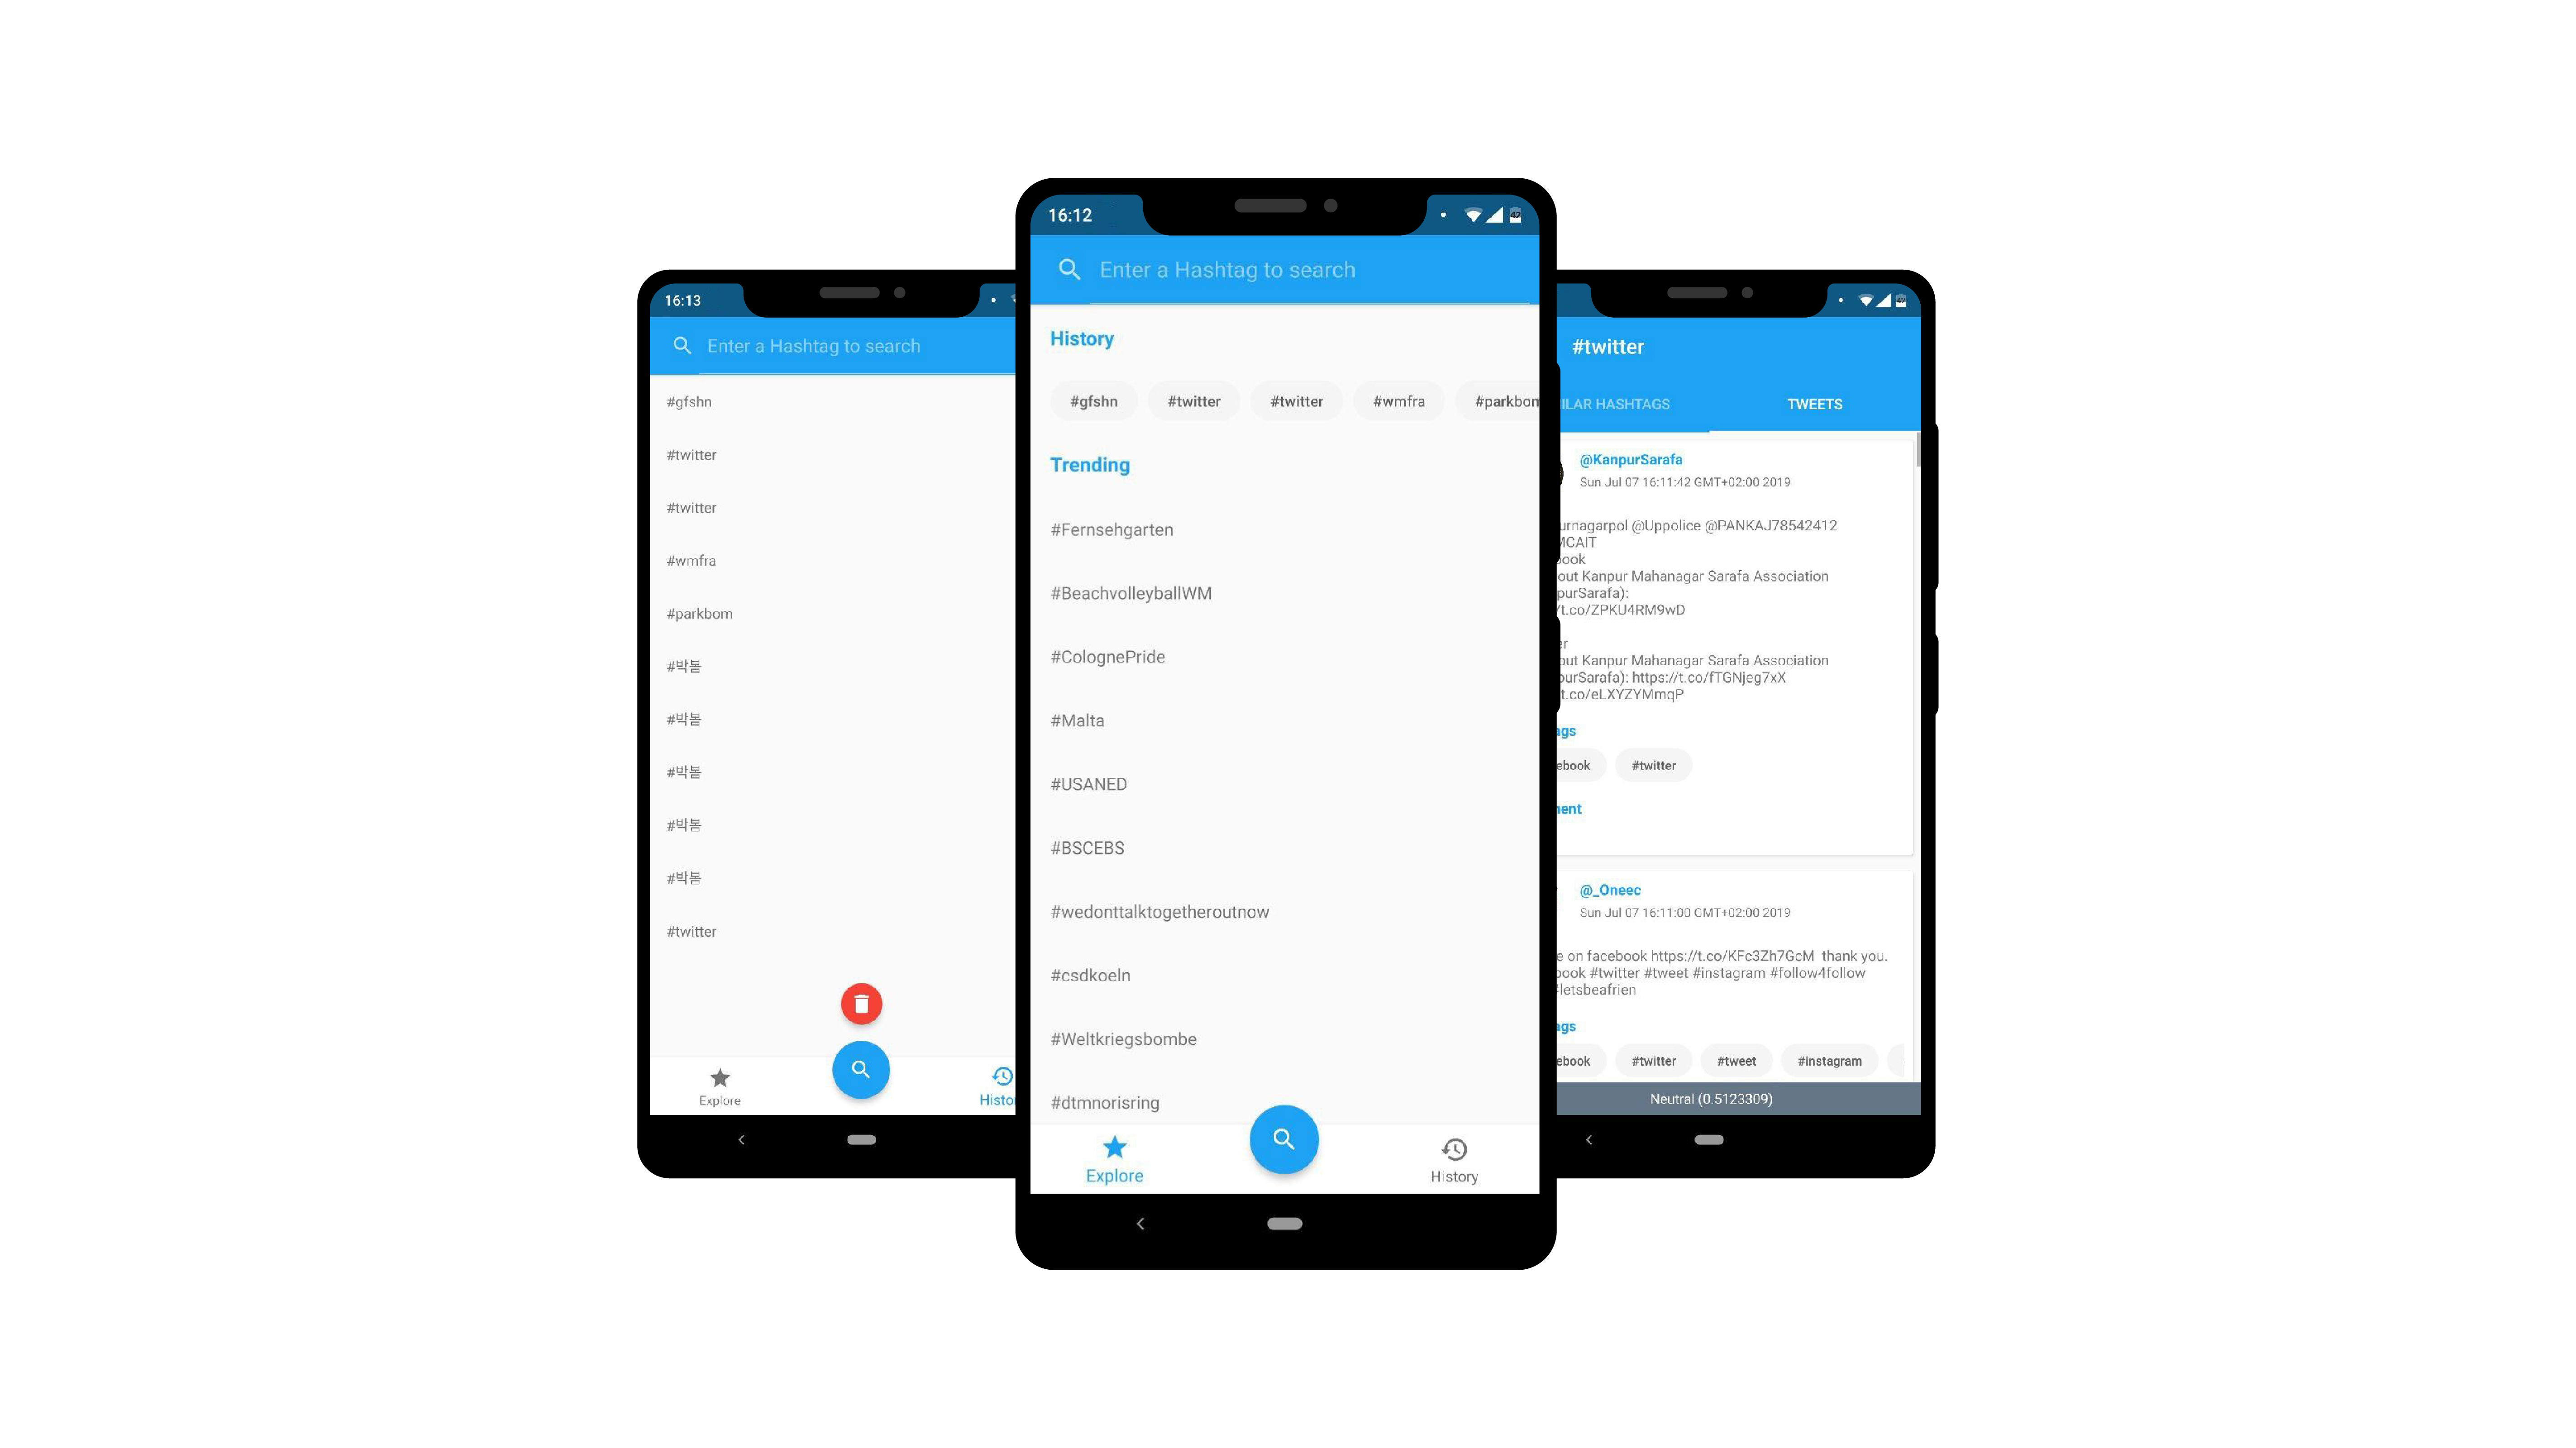 16:13
Enter a Hashtag to search
#gfshn
#twitter
#twitter
#wmfra
#parkbom
#박봄
#박봄
#박봄
#박봄
#박봄
#twitter
Explore
Histo
16:12
42
Enter a Hashtag to search
History
#gfshn #twitter #twitter #wmfra #parkbom
Trending
#Fernsehgarten
#BeachvolleyballWM
#ColognePride
#Malta
#USANED
#BSCEBS
#wedonttalktogetheroutnow
#csdkoeln
#Weltkriegsbombe
#dtmnorisring
Explore
History
42
#twitter
ILAR HASHTAGS TWEETS
@KanpurSarafa
Sun Jul 07 16:11:42 GMT+02:00 2019
urnagarpol @Uppolice @PANKAJ78542412
MCAIT
ook
out Kanpur Mahanagar Sarafa Association
purSarafa):
/t.co/ZPKU4RM9wD
er
out Kanpur Mahanagar Sarafa Association
purSarafa): https://t.co/fTGNjeg7xX
t.co/eLXYZYMmqP
ags
ebook #twitter
ment
@_Oneec
Sun Jul 07 16:11:00 GMT+02:00 2019
e on facebook https://t.co/KFc3Zh7GcM thank you.
ook #twitter #tweet #instagram #follow4follow
#letsbeafrien
ags
ebook #twitter #tweet #instagram
Neutral (0.5123309)